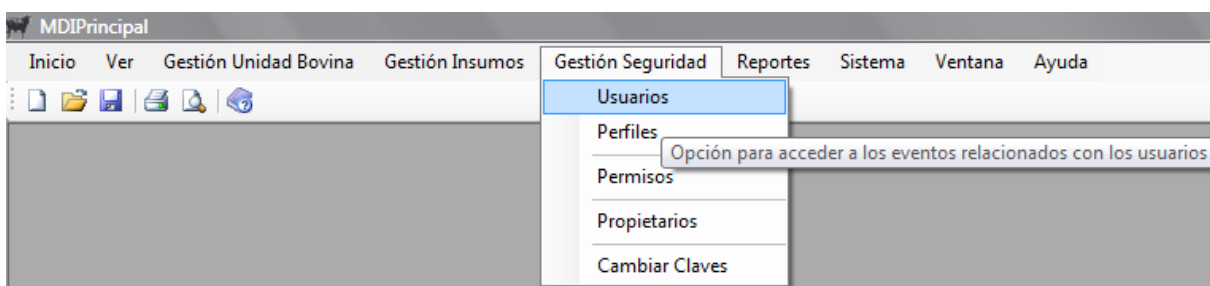 MDIPrincipal
Inicio Ver Gestión Unidad Bovina Gestión Insumos Gestión Seguridad Reportes Sistema Ventana Ayuda
Usuarios
Perfiles
Opción para acceder a los eventos relacionados con los usuarios
Permisos
Propietarios
Cambiar Claves